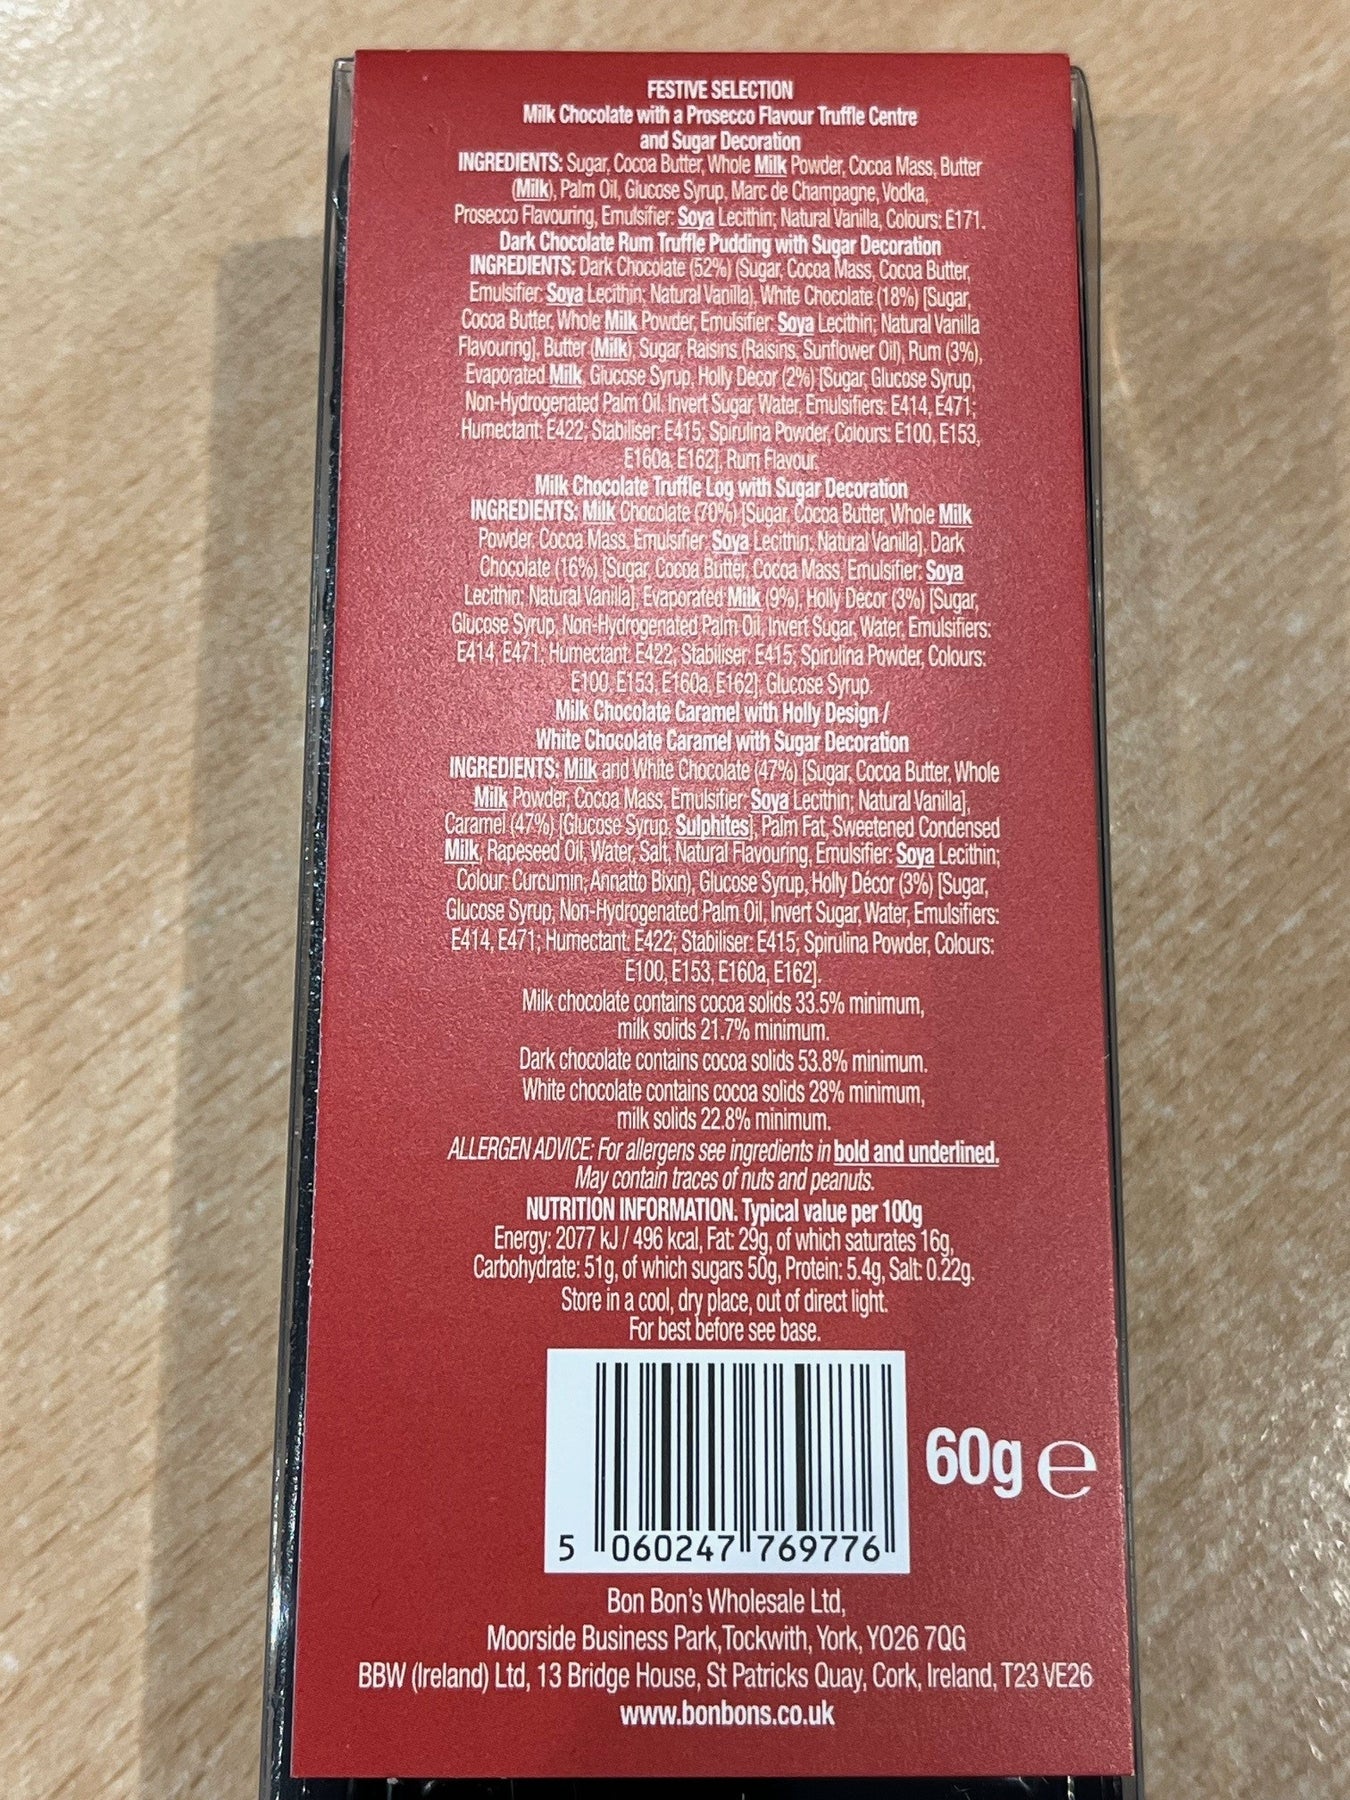 FESTIVE SELECTION
Milk Chocolate with a Prosecco Flavour Truffle Centre
and Sugar Decoration
INGREDIENTS: Sugar, Cocoa Butter, Whole Milk Powder, Cocoa Mass, Butter
(Milk), Palm Oil, Glucose Syrup, Marc de Champagne, Vodka,
Prosecco Flavouring, Emulsifier: Soya Lecithin; Natural Vanilla, Colours: E171.
Dark Chocolate Rum Truffle Pudding with Sugar Decoration
INGREDIENTS: Dark Chocolate (52%) (Sugar, Cocoa Mass, Cocoa Butter,
Emulsifier: Soya Lecithin; Natural Vanilla), White Chocolate (18%) [Sugar,
Cocoa Butter, Whole Milk Powder, Emulsifier: Soya Lecithin; Natural Vanilla
Flavouring], Butter (Milk), Sugar, Raisins (Raisins, Sunflower Oil), Rum (3%),
Evaporated Milk, Glucose Syrup, Holly Décor (2%) [Sugar, Glucose Syrup,
Non-Hydrogenated Palm Oil, Invert Sugar, Water, Emulsifiers: E414, E471;
Humectant: E422; Stabiliser: E415; Spirulina Powder, Colours: E100, E153,
E160a, E162], Rum Flavour.
Milk Chocolate Truffle Log with Sugar Decoration
INGREDIENTS: Milk Chocolate (70%) [Sugar, Cocoa Butter, Whole Milk
Powder, Cocoa Mass, Emulsifier: Soya Lecithin; Natural Vanilla], Dark
Chocolate (16%) [Sugar, Cocoa Butter, Cocoa Mass, Emulsifier: Soya
Lecithin; Natural Vanilla], Evaporated Milk (9%), Holly Décor (3%) [Sugar,
Glucose Syrup, Non-Hydrogenated Palm Oil, Invert Sugar, Water, Emulsifiers:
E414, E471; Humectant: E422; Stabiliser: E415; Spirulina Powder, Colours:
E100, E153, E160a, E162], Glucose Syrup.
Milk Chocolate Caramel with Holly Design /
White Chocolate Caramel with Sugar Decoration
INGREDIENTS: Milk and White Chocolate (47%) [Sugar, Cocoa Butter, Whole
Milk Powder, Cocoa Mass, Emulsifier: Soya Lecithin; Natural Vanilla],
Caramel (47%) [Glucose Syrup, Sulphites], Palm Fat, Sweetened Condensed
Milk, Rapeseed Oil, Water, Salt, Natural Flavouring, Emulsifier: Soya Lecithin;
Colour: Curcumin, Annatto Bixin), Glucose Syrup, Holly Décor (3%) [Sugar,
Glucose Syrup, Non-Hydrogenated Palm Oil, Invert Sugar, Water, Emulsifiers:
E414, E471; Humectant: E422; Stabiliser: E415; Spirulina Powder, Colours:
E100, E153, E160a, E162].
Milk chocolate contains cocoa solids 33.5% minimum,
milk solids 21.7% minimum.
Dark chocolate contains cocoa solids 53.8% minimum.
White chocolate contains cocoa solids 28% minimum,
milk solids 22.8% minimum.
ALLERGEN ADVICE: For allergens see ingredients in bold and underlined.
May contain traces of nuts and peanuts.
NUTRITION INFORMATION. Typical value per 100g
Energy: 2077 kJ / 496 kcal, Fat: 29g, of which saturates 16g,
Carbohydrate: 51g, of which sugars 50g, Protein: 5.4g, Salt: 0.22g.
Store in a cool, dry place, out of direct light.
For best before see base.
60g ℮
5 060247 769776
Bon Bon's Wholesale Ltd,
Moorside Business Park, Tockwith, York, YO26 7QG
BBW (Ireland) Ltd, 13 Bridge House, St Patricks Quay, Cork, Ireland, T23 VE26
www.bonbons.co.uk